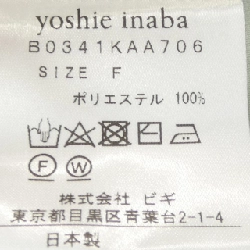 yoshie inaba
B0341KAA706
SIZE F
ポリエステル 100%
F W
株式会社 ビギ
東京都目黒区青葉台2-1-4
日本製